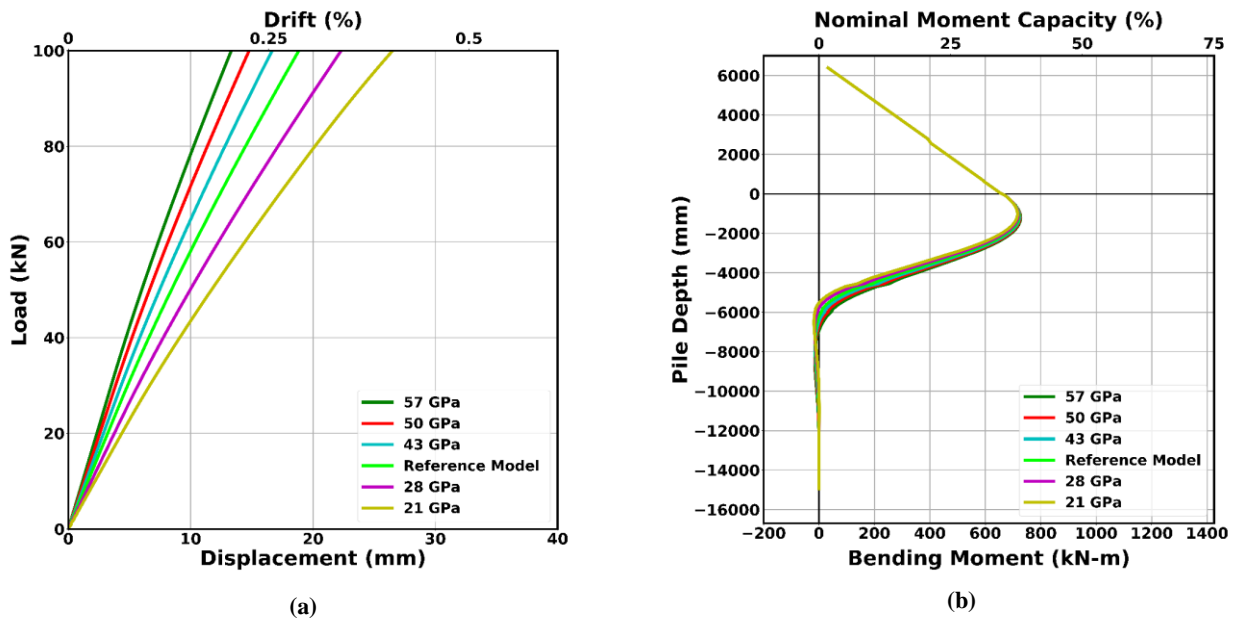 Drift (%)
0 0.25 0.5
100
80
60
40
20
0
Load (kN)
57 GPa
50 GPa
43 GPa
Reference Model
28 GPa
21 GPa
0 10 20 30 40
Displacement (mm)
(a)
Nominal Moment Capacity (%)
0 25 50 75
6000
4000
2000
0
−2000
−4000
−6000
−8000
−10000
−12000
−14000
−16000
Pile Depth (mm)
57 GPa
50 GPa
43 GPa
Reference Model
28 GPa
21 GPa
−200 0 200 400 600 800 1000 1200 1400
Bending Moment (kN-m)
(b)